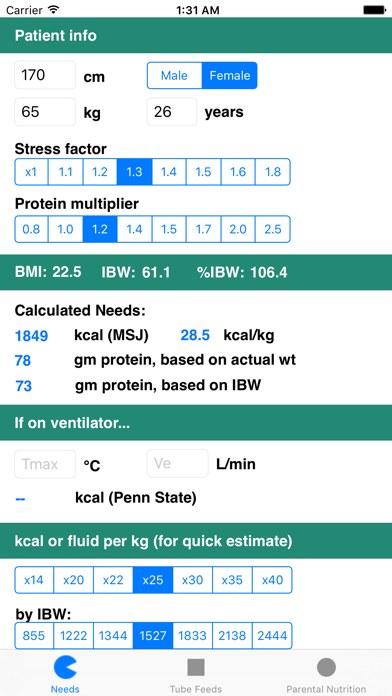 Carrier 1:31 AM
Patient info
170 cm Male Female
65 kg 26 years
Stress factor
x1 1.1 1.2 1.3 1.4 1.5 1.6 1.8
Protein multiplier
0.8 1.0 1.2 1.4 1.5 1.7 2.0 2.5
BMI: 22.5 IBW: 61.1 %IBW: 106.4
Calculated Needs:
1849 kcal (MSJ) 28.5 kcal/kg
78 gm protein, based on actual wt
73 gm protein, based on IBW
If on ventilator...
Tmax °C Ve L/min
-- kcal (Penn State)
kcal or fluid per kg (for quick estimate)
x14 x20 x22 x25 x30 x35 x40
by IBW:
855 1222 1344 1527 1833 2138 2444
Needs Tube Feeds Parental Nutrition